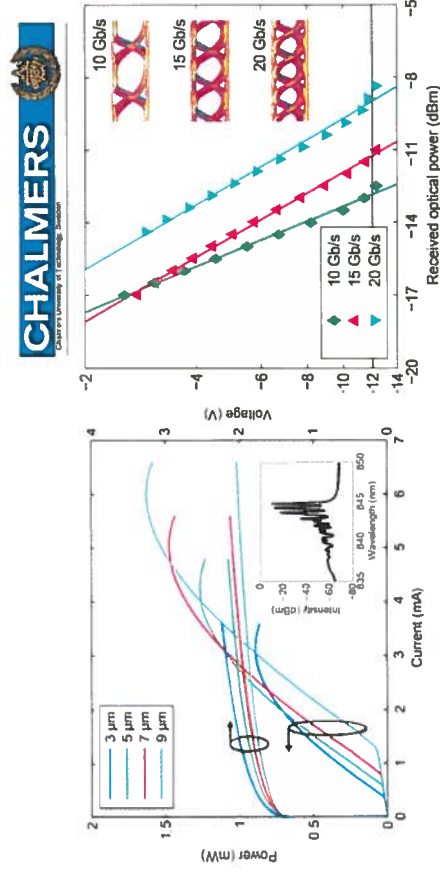 CHALMERS
Chalmers University of Technology, Sweden
2
1.5
1
0 5
0
Power (mW)
3 µm
5 µm
7 µm
9 µm
0
1
2
3
4
5
6
7
Current (mA)
4
3
2
1
0
Voltage (V)
0
- 20
- 40
- 60
-80
Intensity (dBm)
835
840
845
850
Wavelength (nm)
-2
-4
-6
-8
-10
-12
-14
10 Gb/s
15 Gb/s
20 Gb/s
10 Gb/s
15 Gb/s
20 Gb/s
-20
-17
-14
-11
-8
-5
Received optical power (dBm)